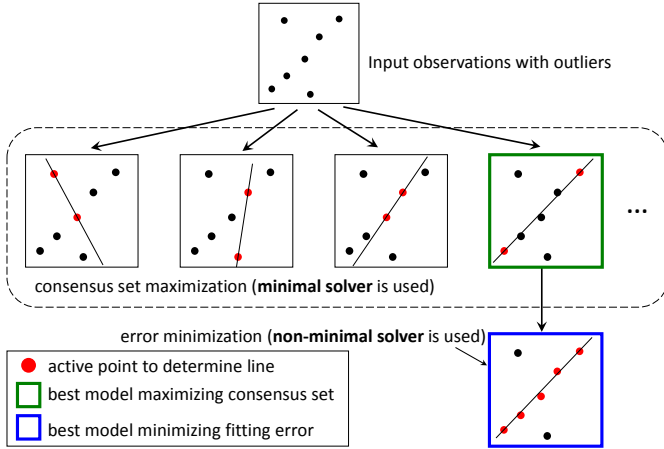 Input observations with outliers
...
consensus set maximization (minimal solver is used)
error minimization (non-minimal solver is used)
active point to determine line
best model maximizing consensus set
best model minimizing fitting error